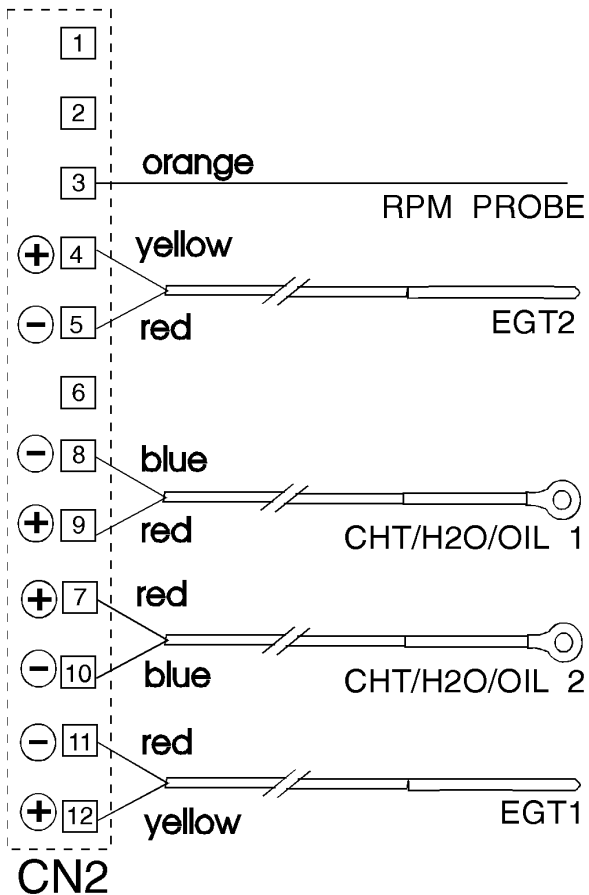 1
2
3 orange
RPM PROBE
+ 4 yellow
- 5 red
EGT2
6
- 8 blue
+ 9 red
CHT/H2O/OIL 1
+ 7 red
- 10 blue
CHT/H2O/OIL 2
- 11 red
+ 12 yellow
EGT1
CN2